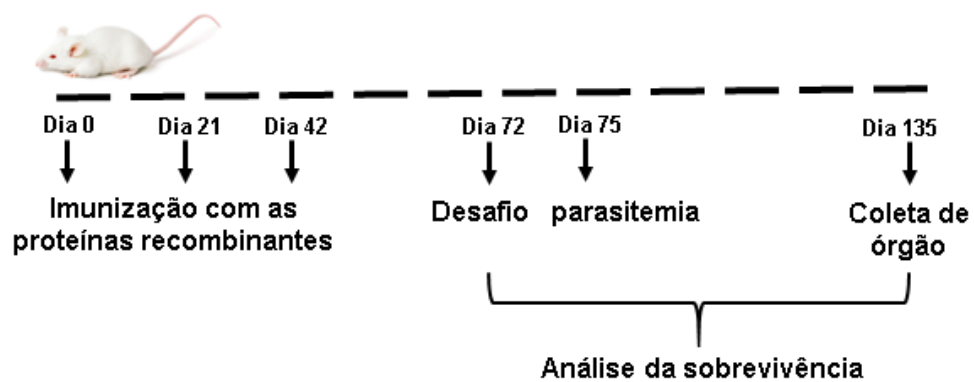 Dia 0 Dia 21 Dia 42 Dia 72 Dia 75 Dia 135
Imunização com as
proteínas recombinantes
Desafio parasitemia
Coleta de
órgão
Análise da sobrevivência